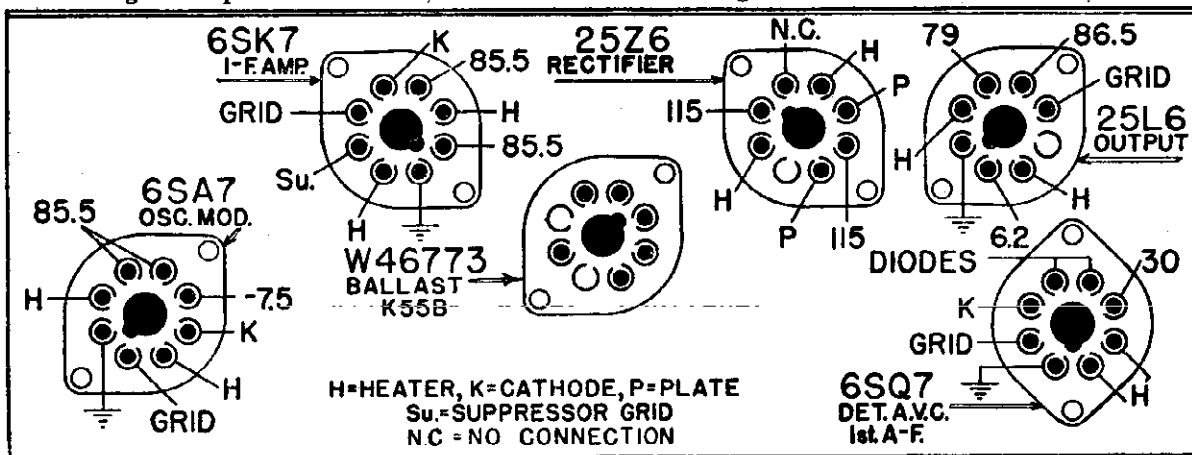 6SK7
I-F. AMP.
K
85.5
GRID
H
85.5
Su.
H
25Z6
RECTIFIER
N.C.
H
P
115
H
P
115
79
86.5
GRID
25L6
OUTPUT
H
H
6.2
6SA7
OSC. MOD.
85.5
H
-7.5
K
H
GRID
W46773
BALLAST
K55B
DIODES
30
K
GRID
H
6SQ7
DET. A.V.C.
1st. A-F.
H=HEATER, K=CATHODE, P=PLATE
Su.=SUPPRESSOR GRID
N.C = NO CONNECTION